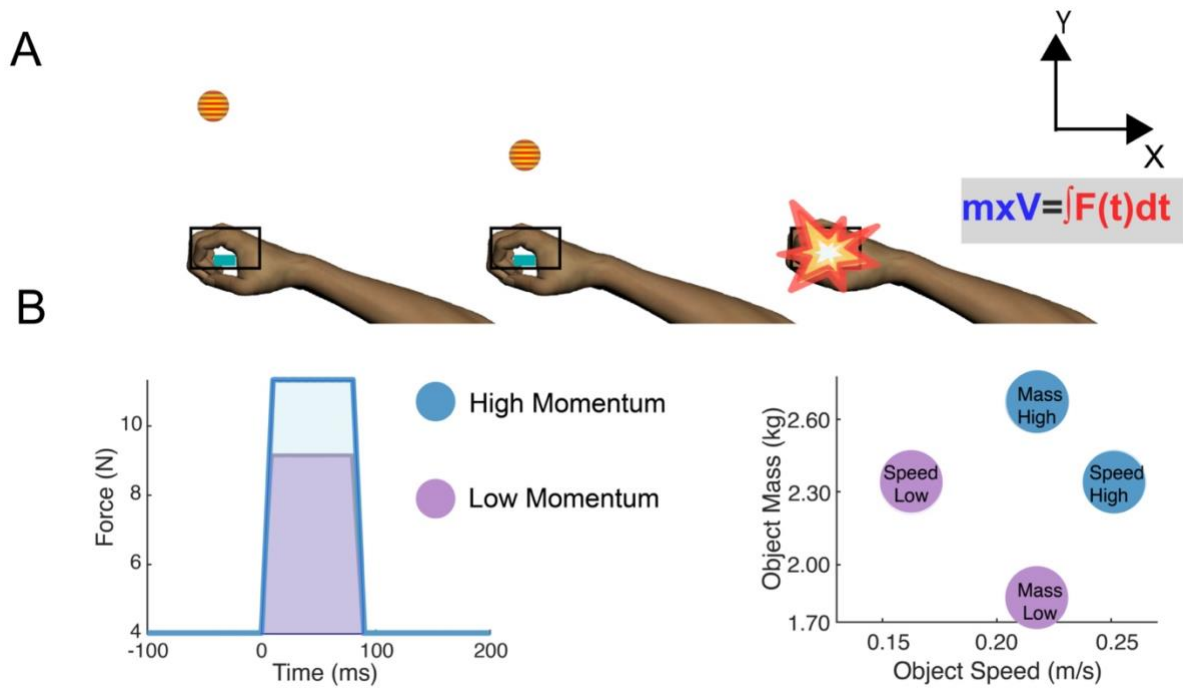 A
Y
X
mxV=∫F(t)dt
B
High Momentum
Low Momentum
Force (N)
10
8
6
4
-100
0
100
200
Time (ms)
Object Mass (kg)
2.60
2.30
2.00
1.70
Mass
High
Speed
Low
Speed
High
Mass
Low
0.15
0.20
0.25
Object Speed (m/s)